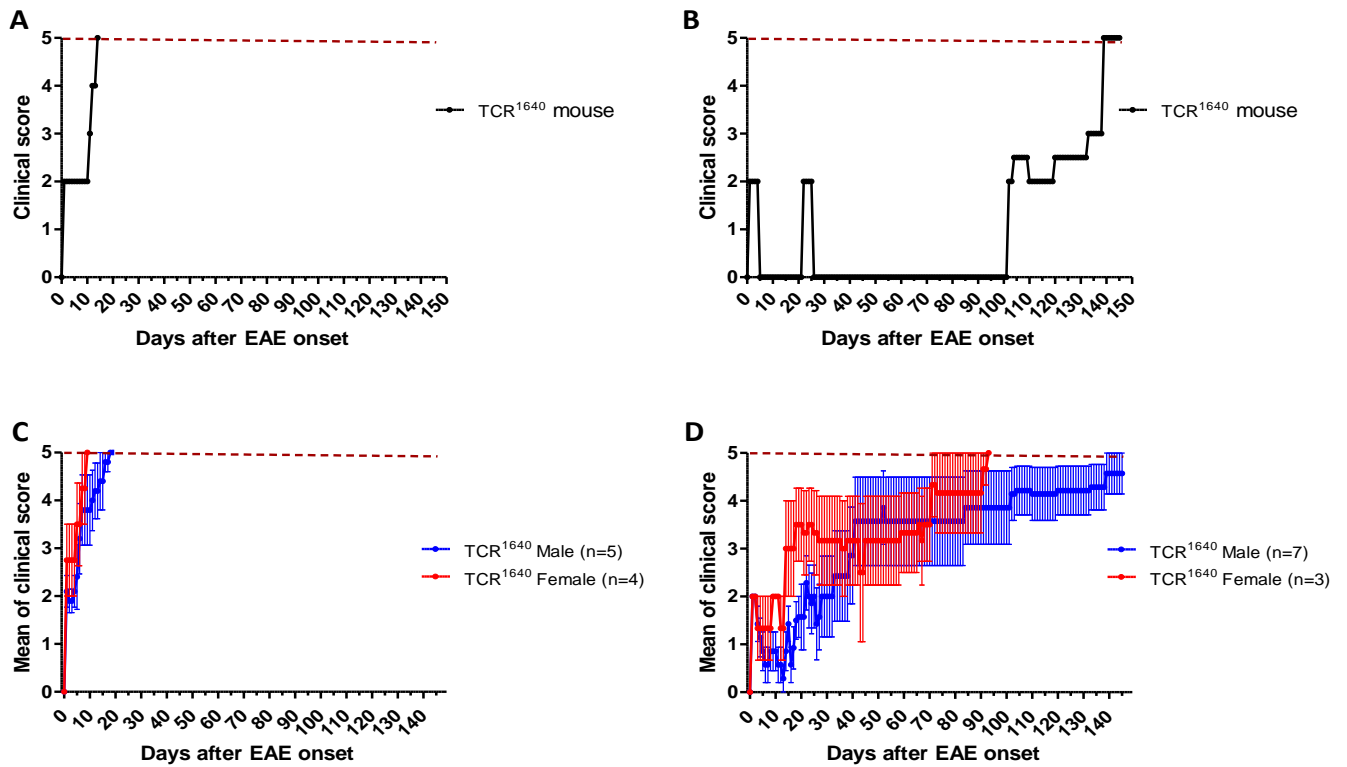 A
Clinical score
5
4
3
2
1
0
0 10 20 30 40 50 60 70 80 90 100 110 120 130 140 150
Days after EAE onset
TCR¹⁶⁴⁰ mouse
B
Clinical score
5
4
3
2
1
0
0 10 20 30 40 50 60 70 80 90 100 110 120 130 140 150
Days after EAE onset
TCR¹⁶⁴⁰ mouse
C
Mean of clinical score
5
4
3
2
1
0
0 10 20 30 40 50 60 70 80 90 100 110 120 130 140
Days after EAE onset
TCR¹⁶⁴⁰ Male (n=5)
TCR¹⁶⁴⁰ Female (n=4)
D
Mean of clinical score
5
4
3
2
1
0
0 10 20 30 40 50 60 70 80 90 100 110 120 130 140
Days after EAE onset
TCR¹⁶⁴⁰ Male (n=7)
TCR¹⁶⁴⁰ Female (n=3)